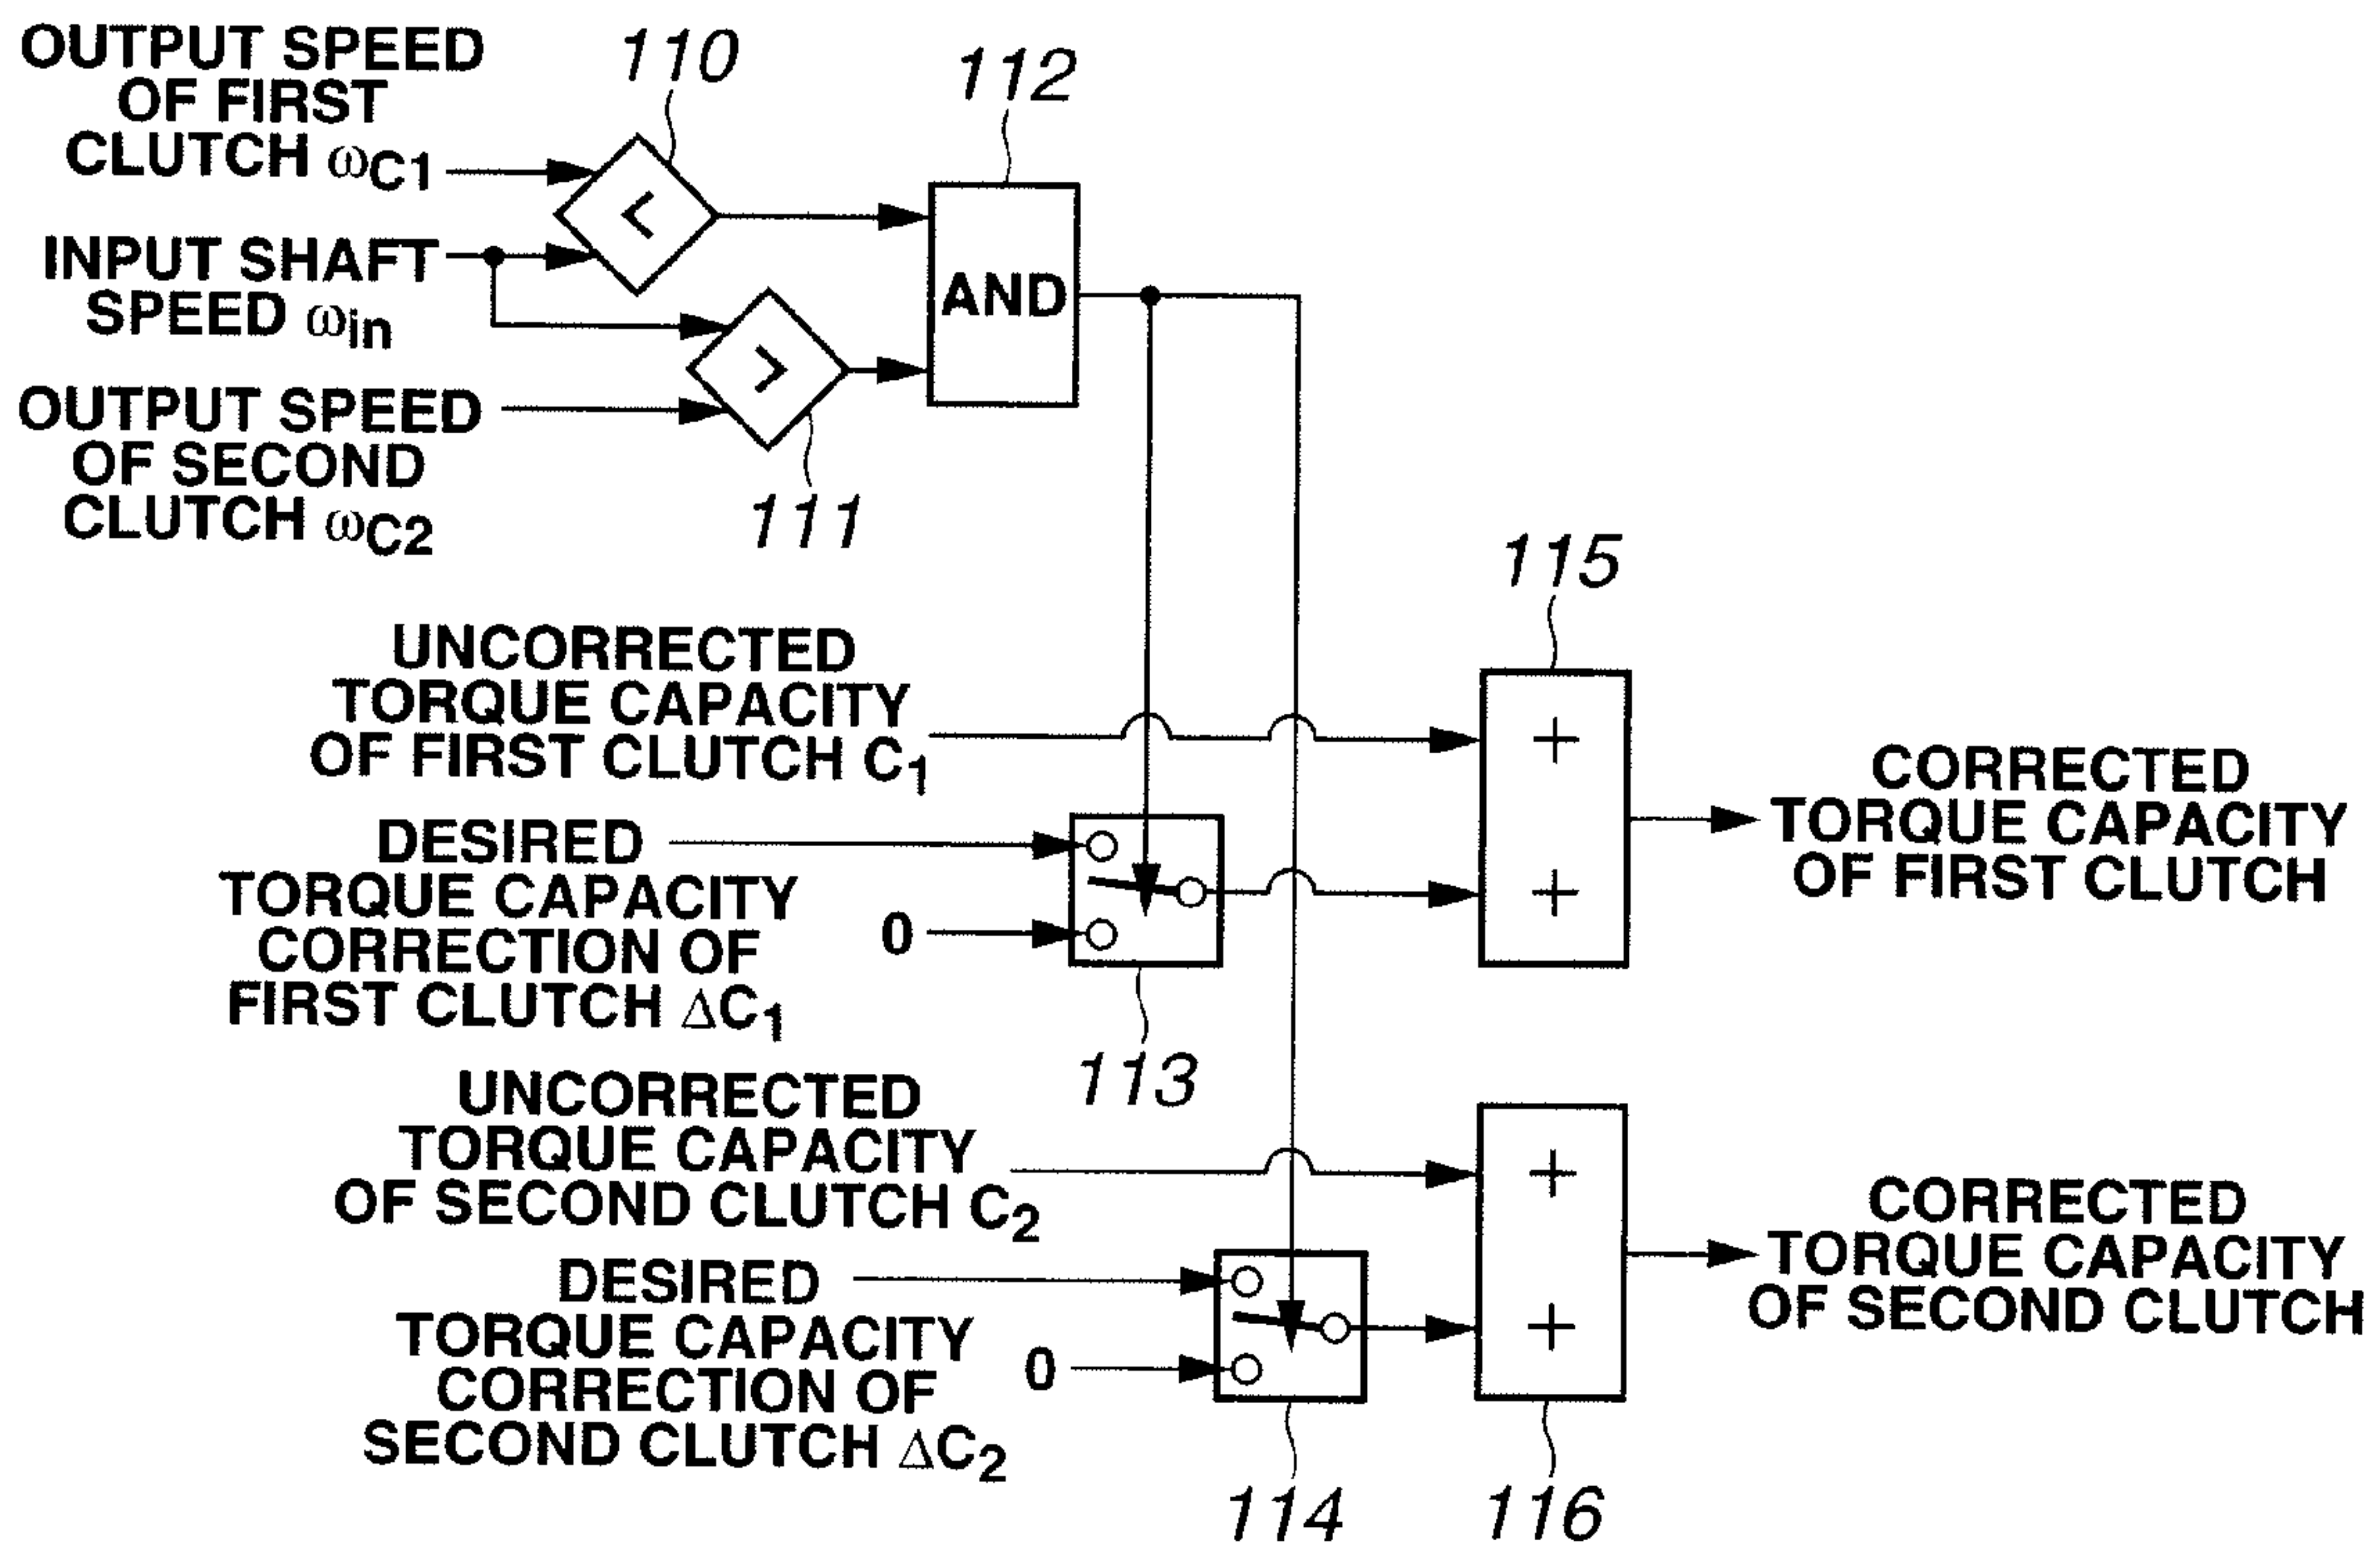 OUTPUT SPEED
OF FIRST
CLUTCH ωC1
110
112
<
INPUT SHAFT
SPEED ωin
AND
>
OUTPUT SPEED
OF SECOND
CLUTCH ωC2
111
115
UNCORRECTED
TORQUE CAPACITY
OF FIRST CLUTCH C1
+
DESIRED
TORQUE CAPACITY
CORRECTION OF
FIRST CLUTCH ΔC1
0
+
CORRECTED
TORQUE CAPACITY
OF FIRST CLUTCH
113
UNCORRECTED
TORQUE CAPACITY
OF SECOND CLUTCH C2
+
DESIRED
TORQUE CAPACITY
CORRECTION OF
SECOND CLUTCH ΔC2
0
+
CORRECTED
TORQUE CAPACITY
OF SECOND CLUTCH
114
116